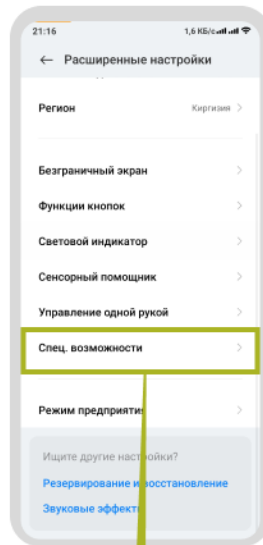 21:16 1,6 КБ/с
← Расширенные настройки
Регион Киргизия >
Безграничный экран >
Функции кнопок >
Световой индикатор >
Сенсорный помощник >
Управление одной рукой >
Спец. возможности >
Режим предприятия >
Ищите другие настройки?
Резервирование и восстановление
Звуковые эффекты